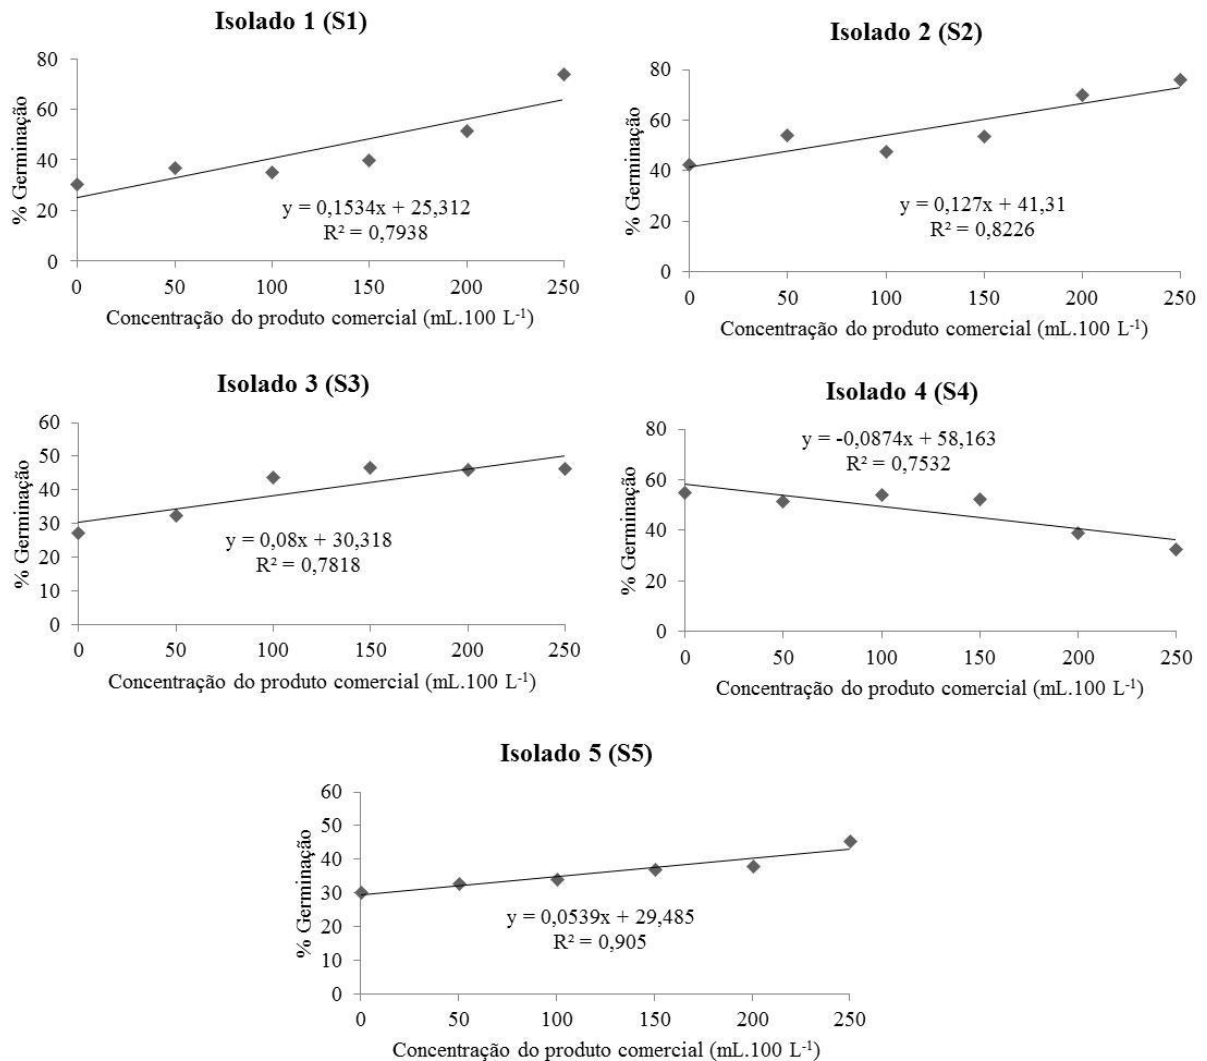 Isolado 1 (S1)
80
60
40
20
0
% Germinação
y = 0,1534x + 25,312
R² = 0,7938
0 50 100 150 200 250
Concentração do produto comercial (mL.100 L⁻¹)
Isolado 2 (S2)
80
60
40
20
0
% Germinação
y = 0,127x + 41,31
R² = 0,8226
0 50 100 150 200 250
Concentração do produto comercial (mL.100 L⁻¹)
Isolado 3 (S3)
60
50
40
30
20
10
0
% Germinação
y = 0,08x + 30,318
R² = 0,7818
0 50 100 150 200 250
Concentração do produto comercial (mL.100 L⁻¹)
Isolado 4 (S4)
80
60
40
20
0
% Germinação
y = -0,0874x + 58,163
R² = 0,7532
0 50 100 150 200 250
Concentração do produto comercial (mL.100 L⁻¹)
Isolado 5 (S5)
60
50
40
30
20
10
0
% Germinação
y = 0,0539x + 29,485
R² = 0,905
0 50 100 150 200 250
Concentração do produto comercial (mL.100 L⁻¹)